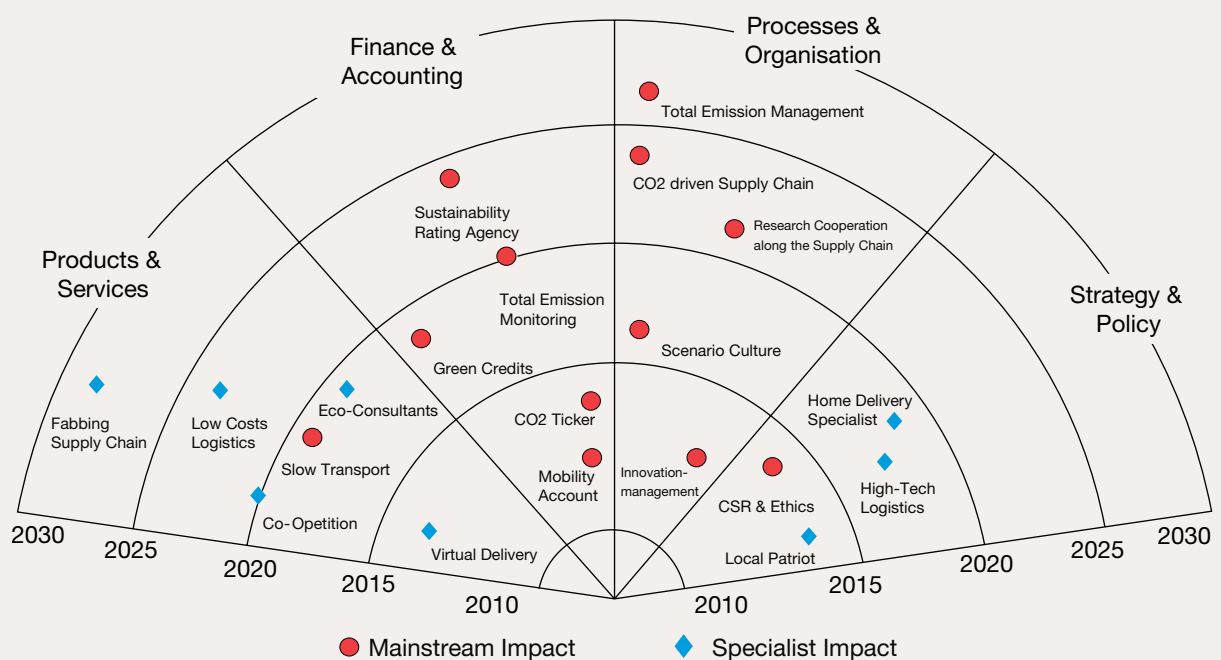 Processes &
Organisation
Finance &
Accounting
Total Emission Management
CO2 driven Supply Chain
Sustainability
Rating Agency
Research Cooperation
along the Supply Chain
Products &
Services
Strategy &
Policy
Total Emission
Monitoring
Scenario Culture
Green Credits
Eco-Consultants
Home Delivery
Specialist
Fabbing
Supply Chain
Low Costs
Logistics
CO2 Ticker
Slow Transport
Mobility
Account
Innovation-
management
CSR & Ethics
High-Tech
Logistics
Co-Opetition
Virtual Delivery
Local Patriot
2030
2025
2020
2015
2010
2010
2015
2020
2025
2030
Mainstream Impact
Specialist Impact